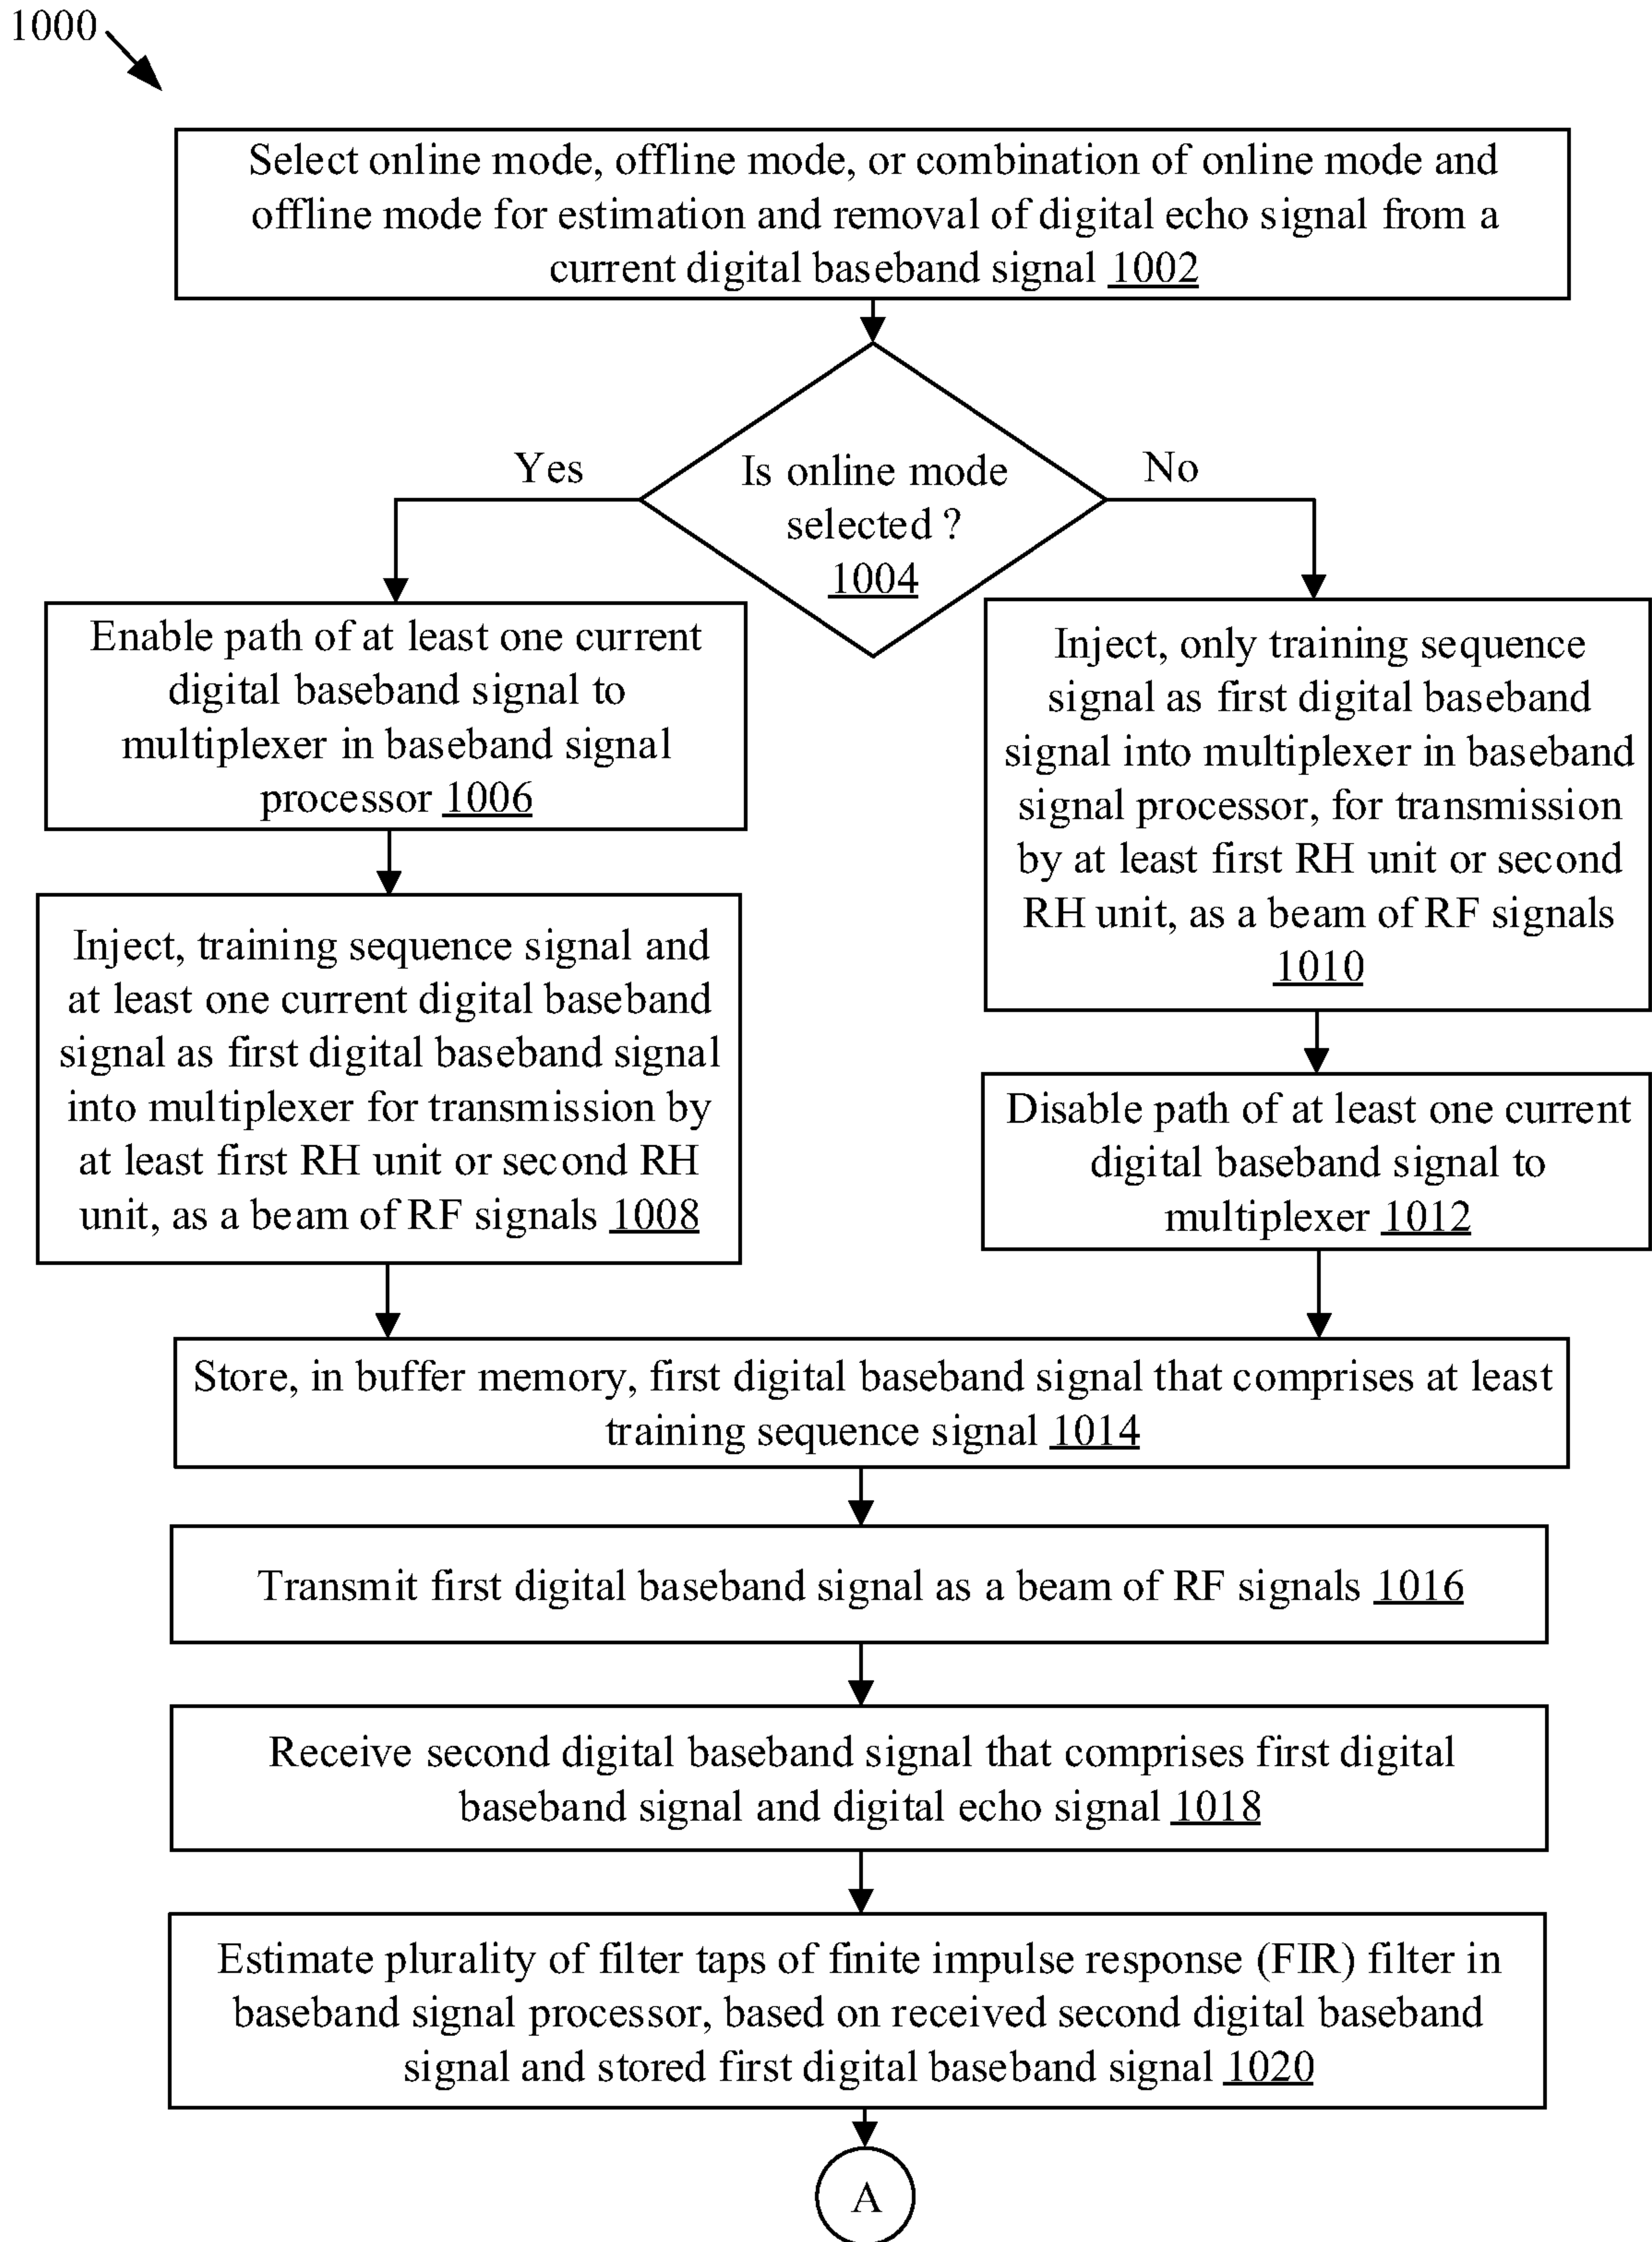 1000
Select online mode, offline mode, or combination of online mode and
offline mode for estimation and removal of digital echo signal from a
current digital baseband signal 1002
Is online mode
selected ?
1004
Yes
No
Enable path of at least one current
digital baseband signal to
multiplexer in baseband signal
processor 1006
Inject, training sequence signal and
at least one current digital baseband
signal as first digital baseband signal
into multiplexer for transmission by
at least first RH unit or second RH
unit, as a beam of RF signals 1008
Inject, only training sequence
signal as first digital baseband
signal into multiplexer in baseband
signal processor, for transmission
by at least first RH unit or second
RH unit, as a beam of RF signals
1010
Disable path of at least one current
digital baseband signal to
multiplexer 1012
Store, in buffer memory, first digital baseband signal that comprises at least
training sequence signal 1014
Transmit first digital baseband signal as a beam of RF signals 1016
Receive second digital baseband signal that comprises first digital
baseband signal and digital echo signal 1018
Estimate plurality of filter taps of finite impulse response (FIR) filter in
baseband signal processor, based on received second digital baseband
signal and stored first digital baseband signal 1020
A